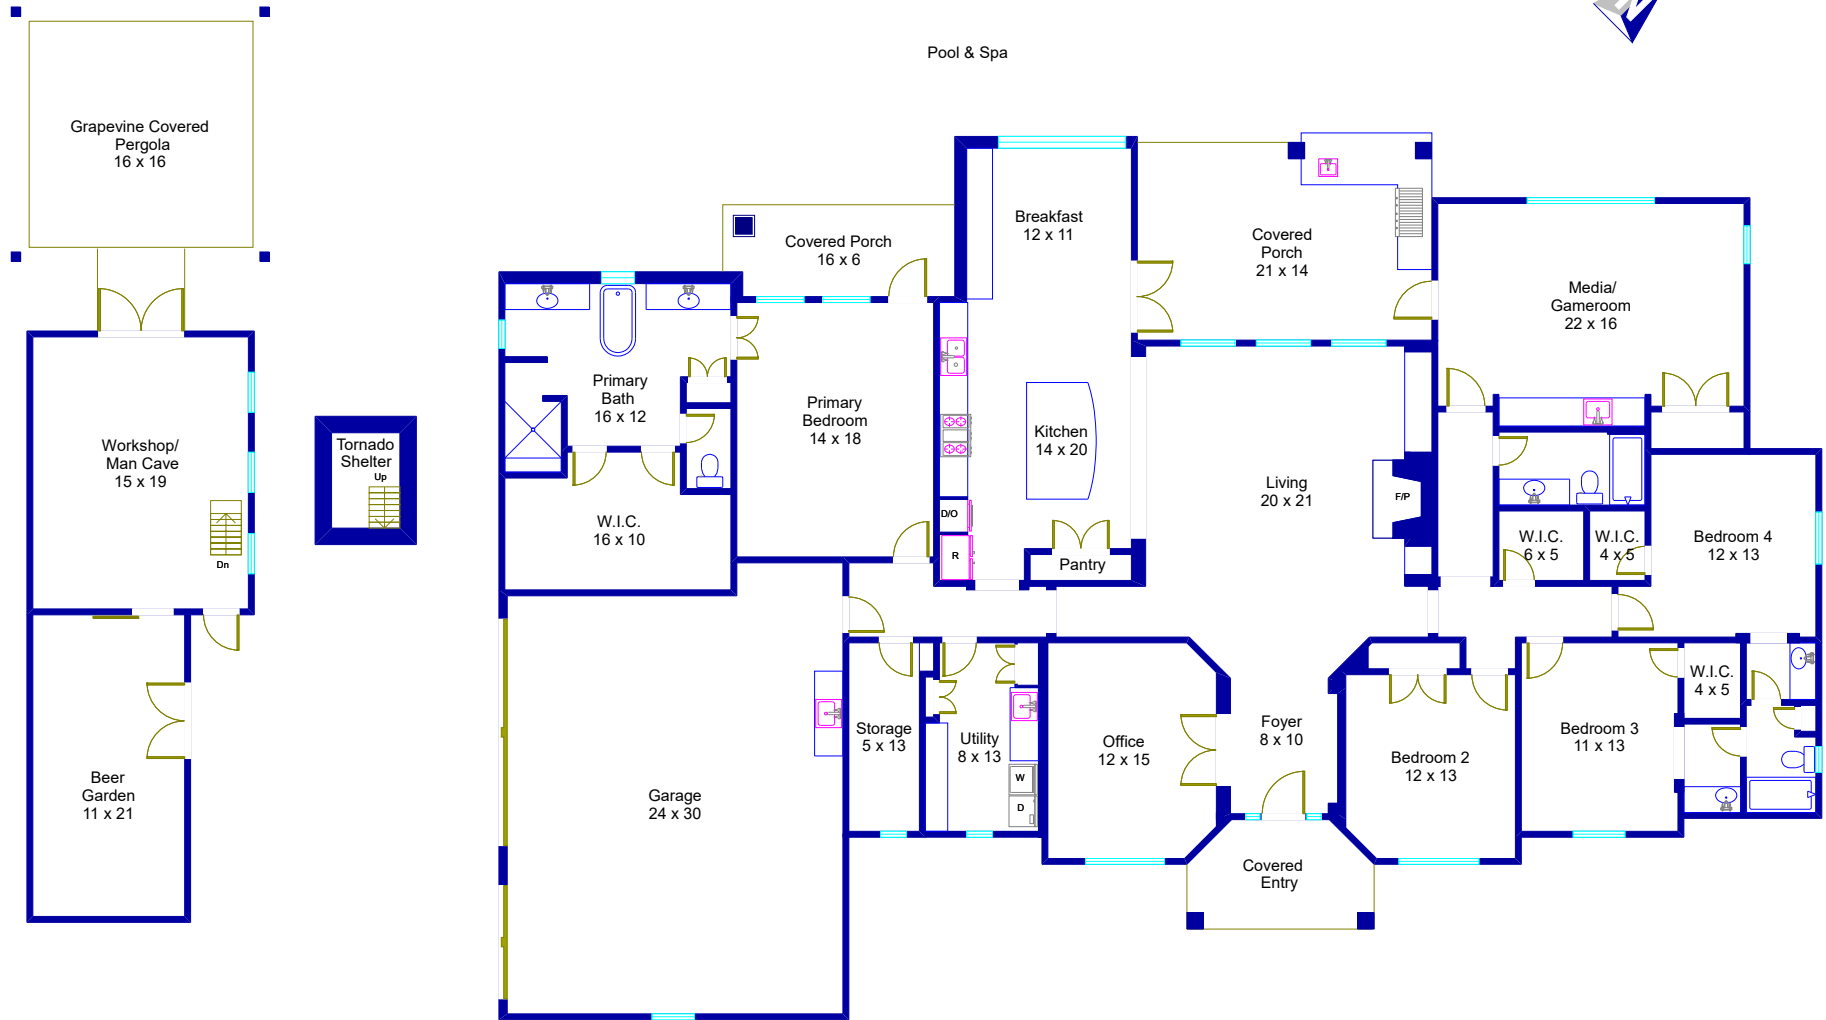 N
Pool & Spa
Grapevine Covered
Pergola
16 x 16
Workshop/
Man Cave
15 x 19
Dn
Tornado
Shelter
Up
Beer
Garden
11 x 21
Covered Porch
16 x 6
Primary
Bath
16 x 12
Primary
Bedroom
14 x 18
W.I.C.
16 x 10
Breakfast
12 x 11
Kitchen
14 x 20
D/O
R
Pantry
Covered
Porch
21 x 14
Living
20 x 21
F/P
Media/
Gameroom
22 x 16
W.I.C.
6 x 5
W.I.C.
4 x 5
Bedroom 4
12 x 13
Garage
24 x 30
Storage
5 x 13
Utility
8 x 13
W
D
Office
12 x 15
Foyer
8 x 10
Covered
Entry
Bedroom 2
12 x 13
Bedroom 3
11 x 13
W.I.C.
4 x 5